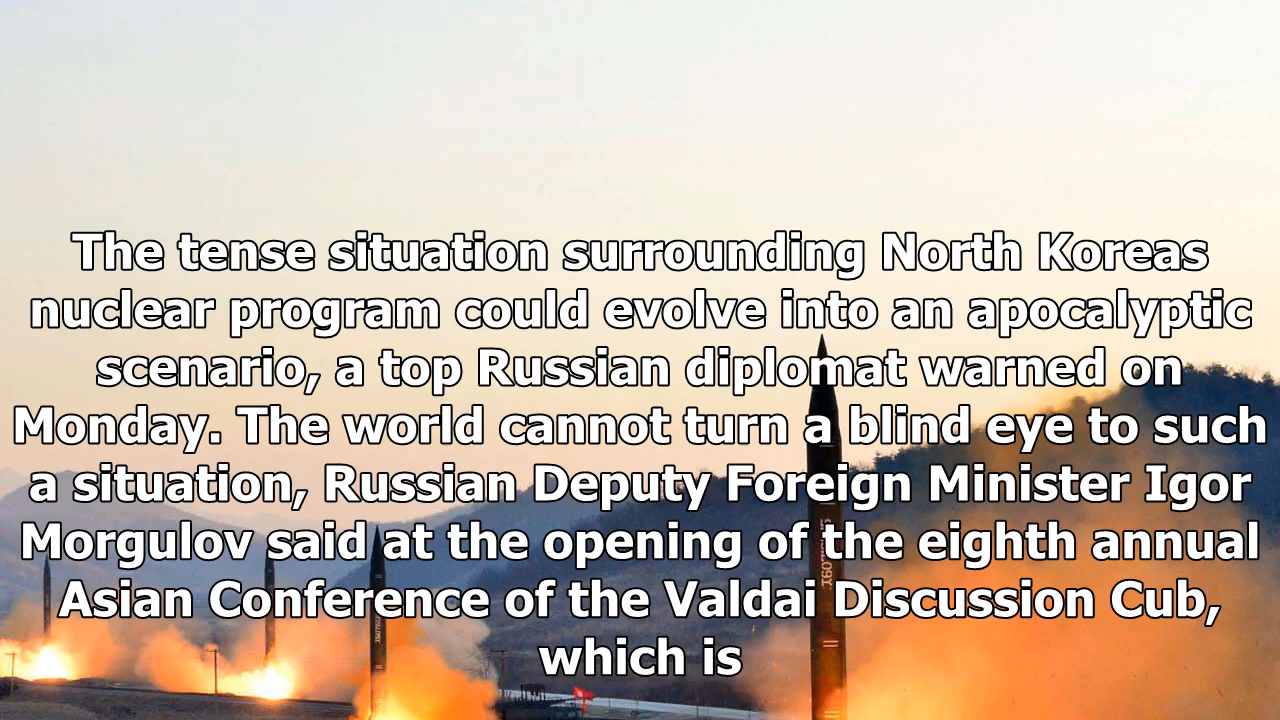 The tense situation surrounding North Koreas
nuclear program could evolve into an apocalyptic
scenario, a top Russian diplomat warned on
Monday. The world cannot turn a blind eye to such
a situation, Russian Deputy Foreign Minister Igor
Morgulov said at the opening of the eighth annual
Asian Conference of the Valdai Discussion Cub,
which is